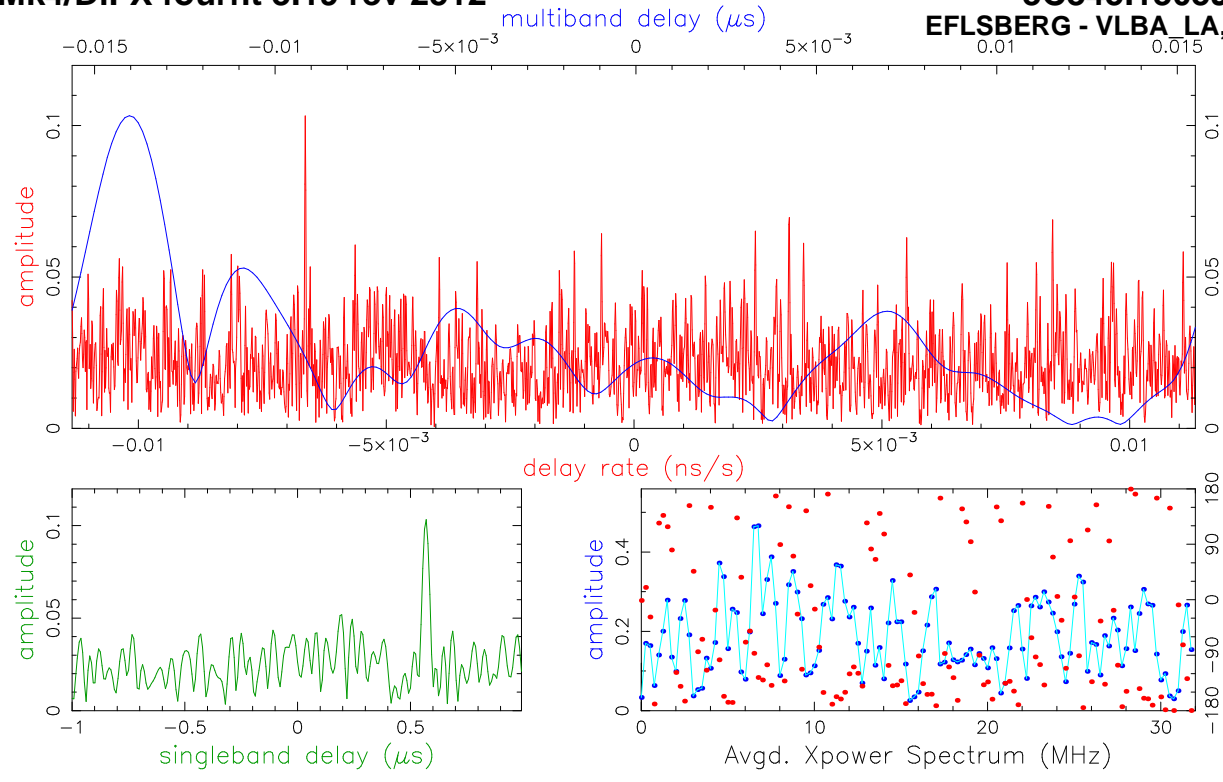 multiband delay (μs)
EFLSBERG - VLBA_LA,
−0.015 −0.01 −5×10⁻³ 0 5×10⁻³ 0.01 0.015
amplitude
0 0.05 0.1
0 0.05 0.1
−0.01 −5×10⁻³ 0 5×10⁻³ 0.01
delay rate (ns/s)
amplitude
0 0.05 0.1
−1 −0.5 0 0.5
singleband delay (μs)
amplitude
0 0.2 0.4
180 90 0 −90 −180
0 10 20 30
Avgd. Xpower Spectrum (MHz)